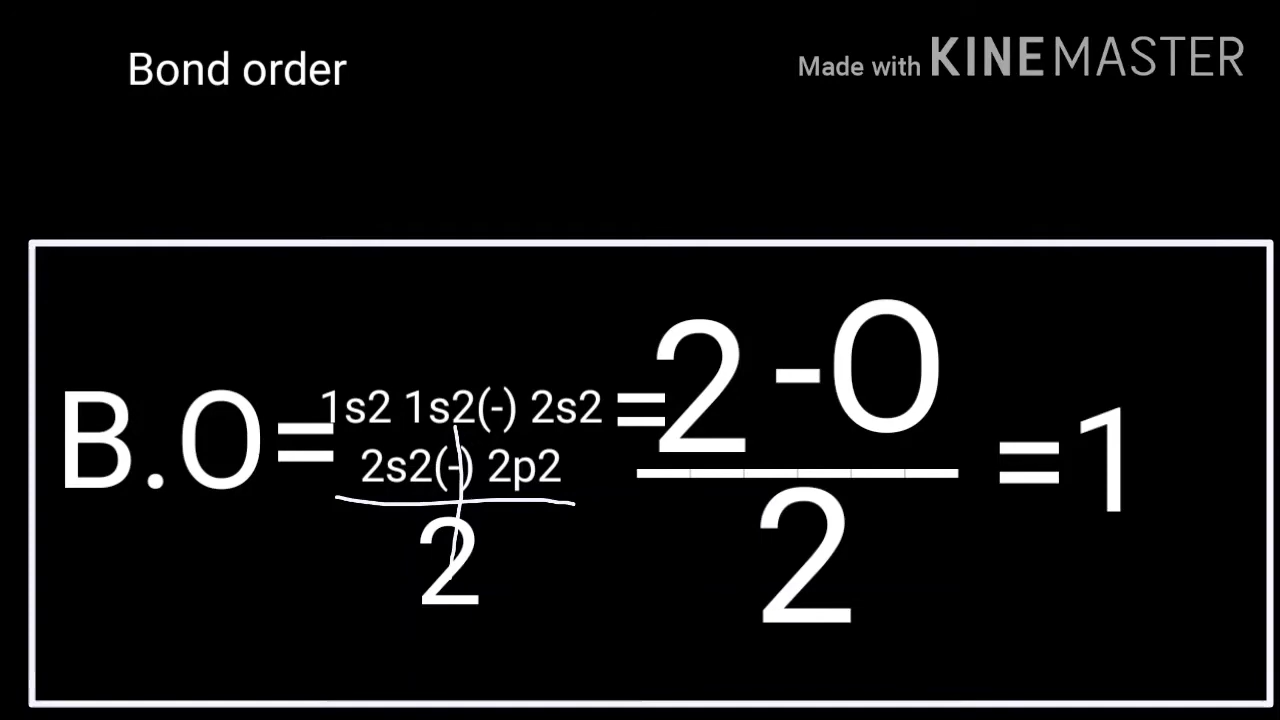 Bond order
Made with KINEMASTER
B.O= 1s2 1s2(-) 2s2 = 2 -0 =1
2s2(-) 2p2
2 2